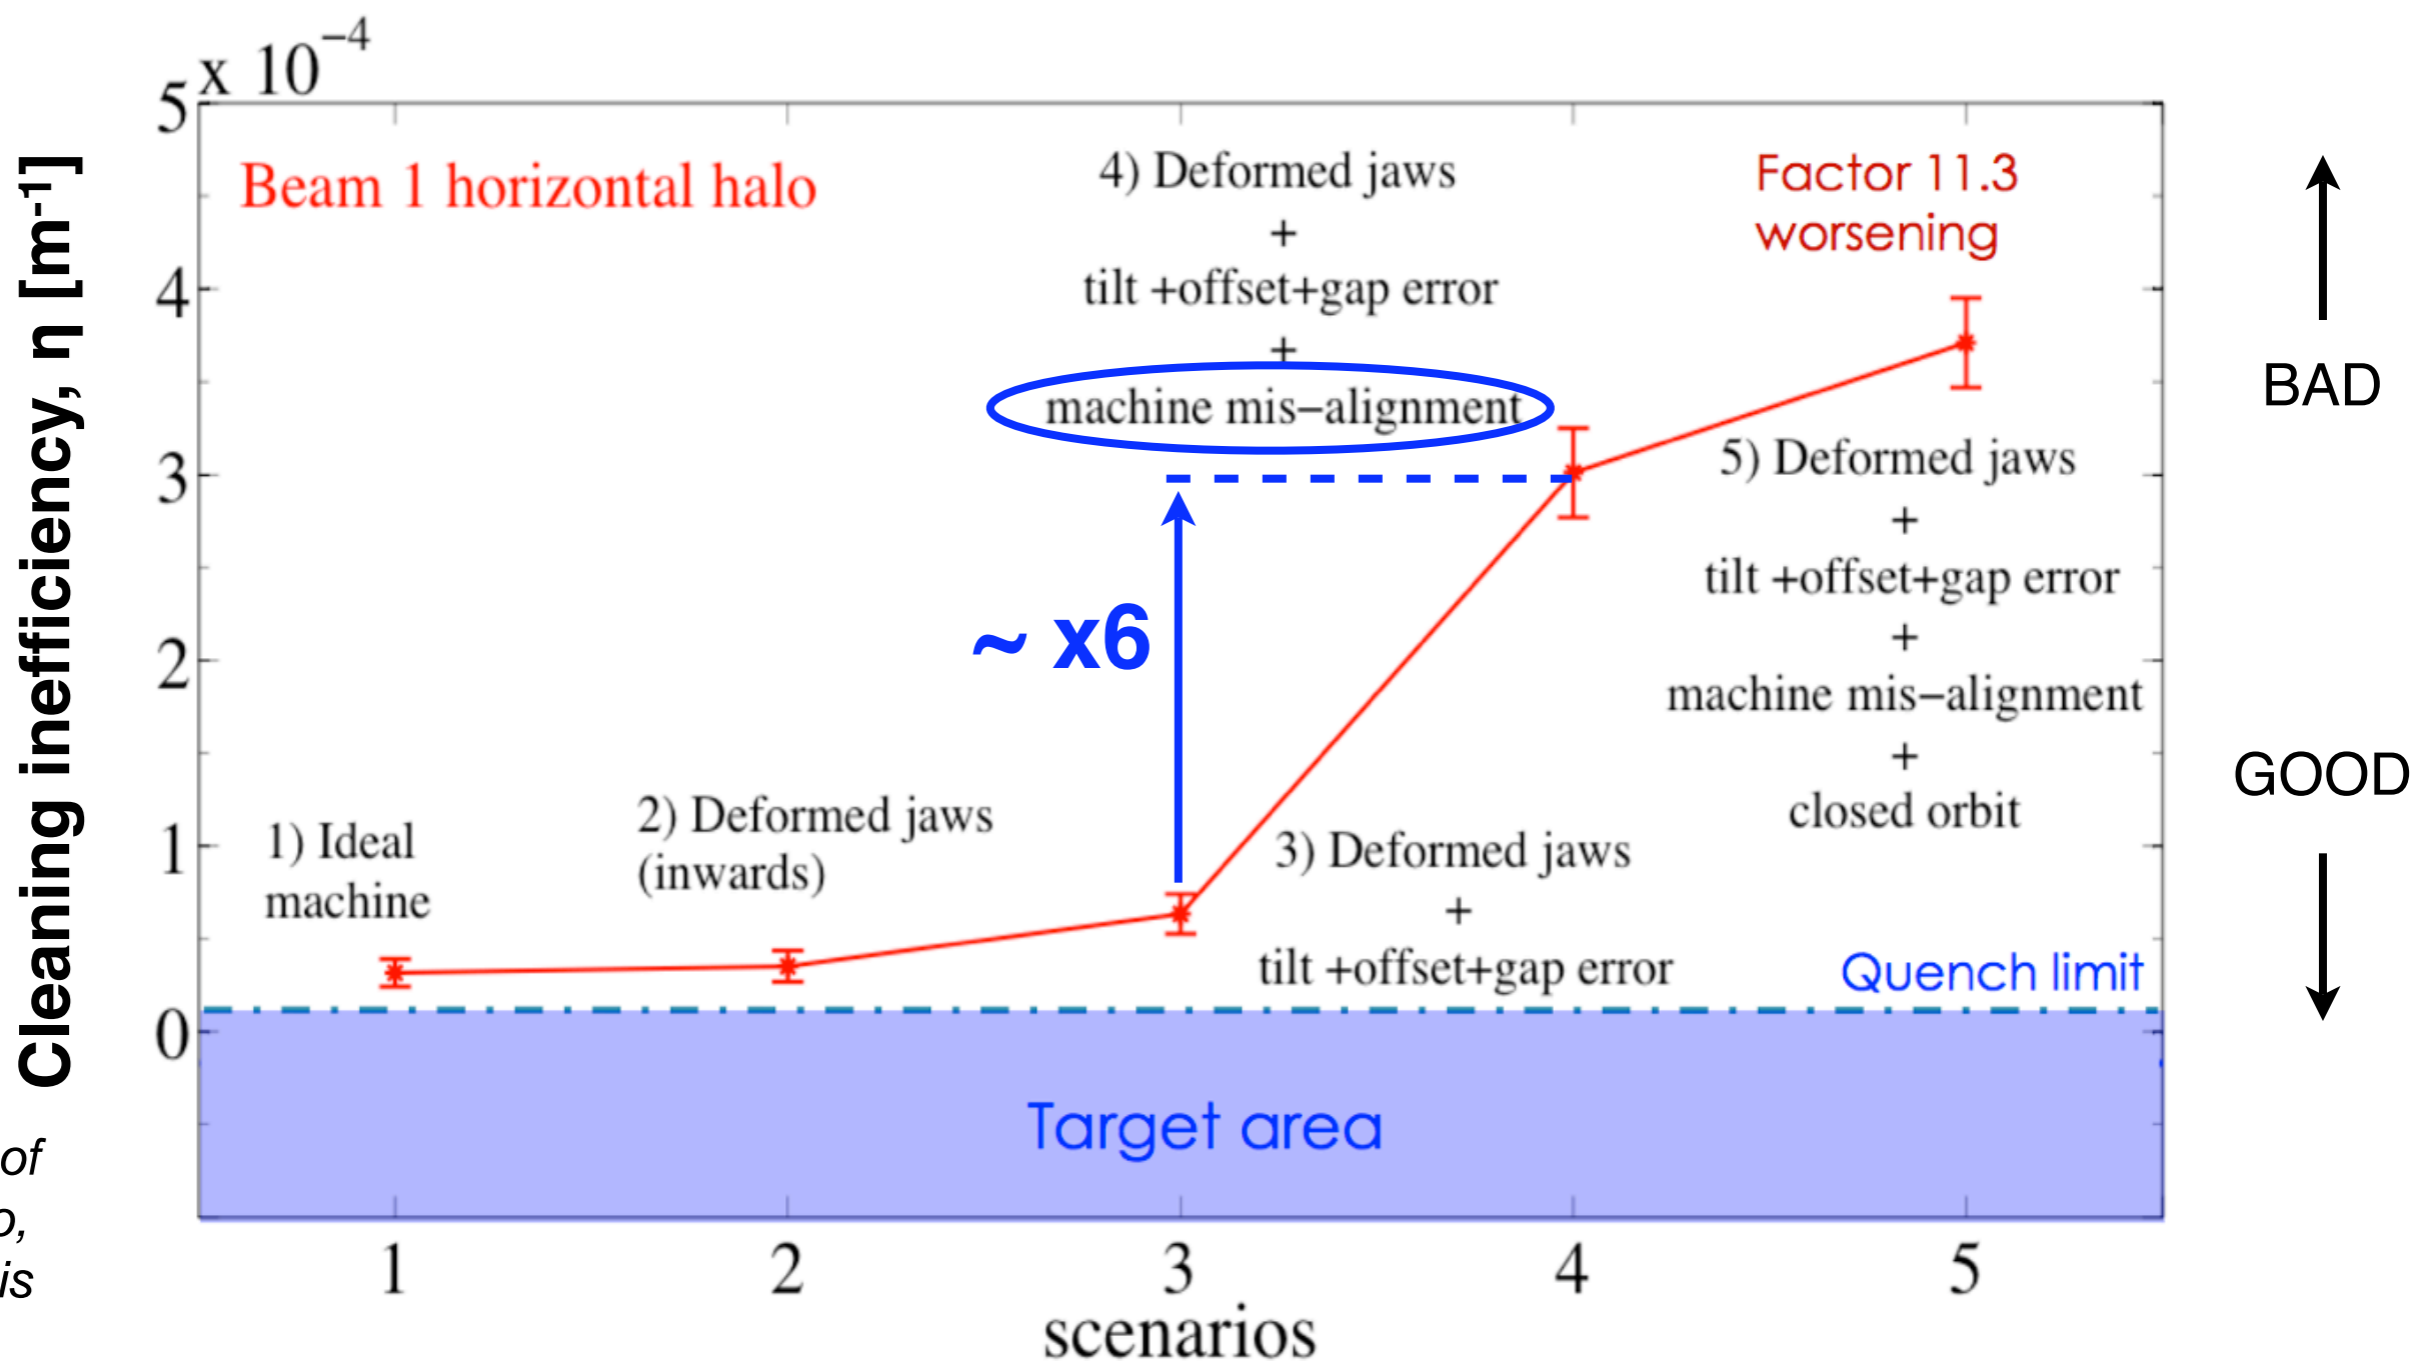 x 10⁻⁴
5
4
3
2
1
0
Cleaning inefficiency, η [m⁻¹]
Beam 1 horizontal halo
4) Deformed jaws
+
tilt +offset+gap error
+
machine mis–alignment
Factor 11.3
worsening
BAD
~ x6
5) Deformed jaws
+
tilt +offset+gap error
+
machine mis–alignment
+
closed orbit
GOOD
1) Ideal
machine
2) Deformed jaws
(inwards)
3) Deformed jaws
+
tilt +offset+gap error
Quench limit
Target area
of
is
1 2 3 4 5
scenarios